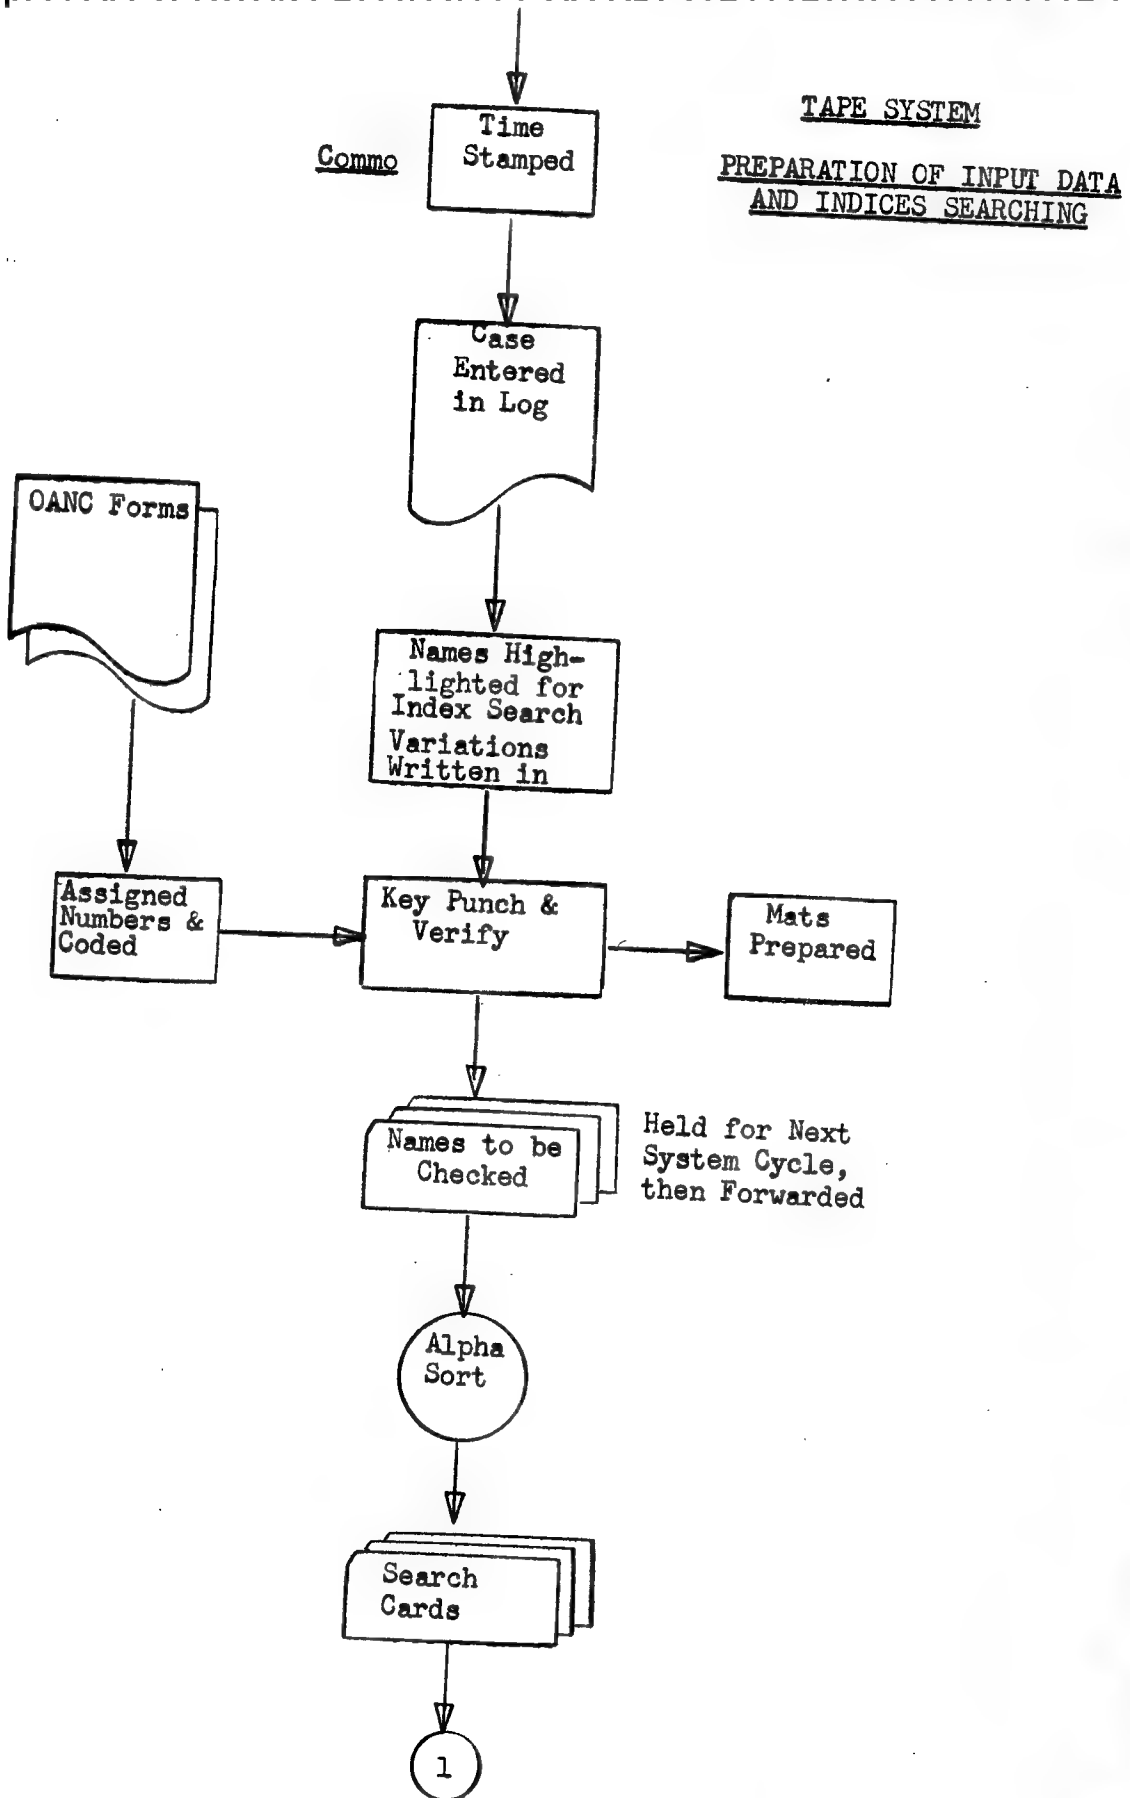 TAPE SYSTEM
PREPARATION OF INPUT DATA
AND INDICES SEARCHING
Commo
Time
Stamped
Case
Entered
in Log
OANC Forms
Names High-
lighted for
Index Search
Variations
Written in
Assigned
Numbers &
Coded
Key Punch &
Verify
Mats
Prepared
Names to be
Checked
Held for Next
System Cycle,
then Forwarded
Alpha
Sort
Search
Cards
1